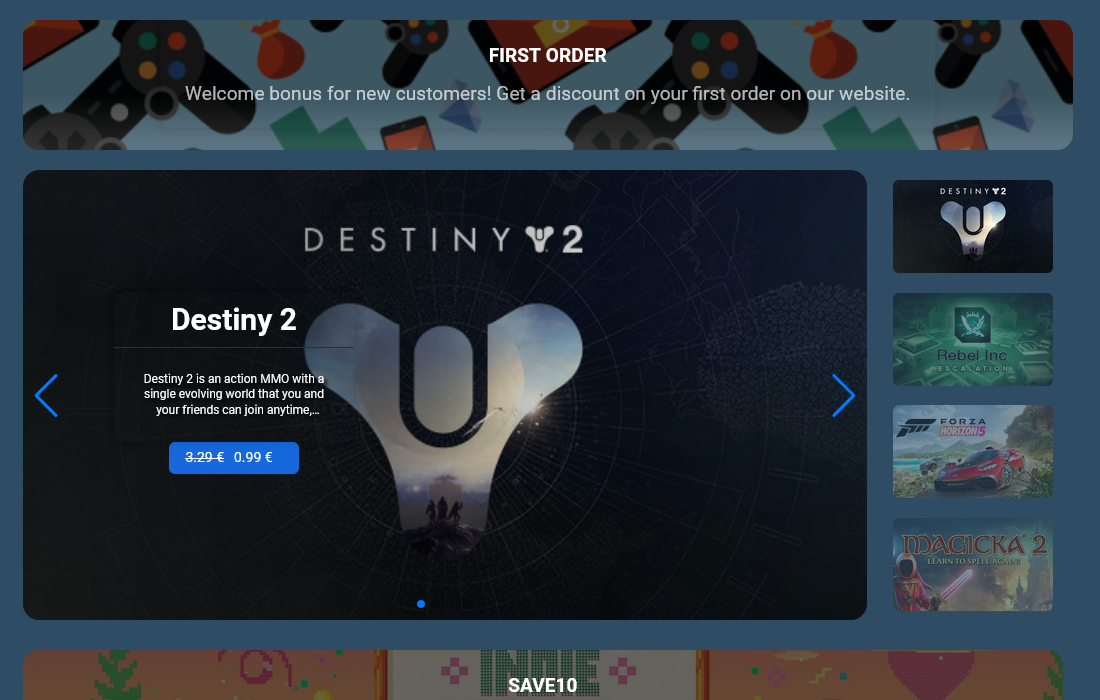 FIRST ORDER
Welcome bonus for new customers! Get a discount on your first order on our website.
DESTINY 2
Destiny 2
Destiny 2 is an action MMO with a
single evolving world that you and
your friends can join anytime,...
3.29 € 0.99 €
DESTINY 2
Rebel Inc
ESCALATION
FORZA
HORIZON 5
MAGICKA 2
LEARN TO SPELL AGAIN!
INDIE
SAVE10